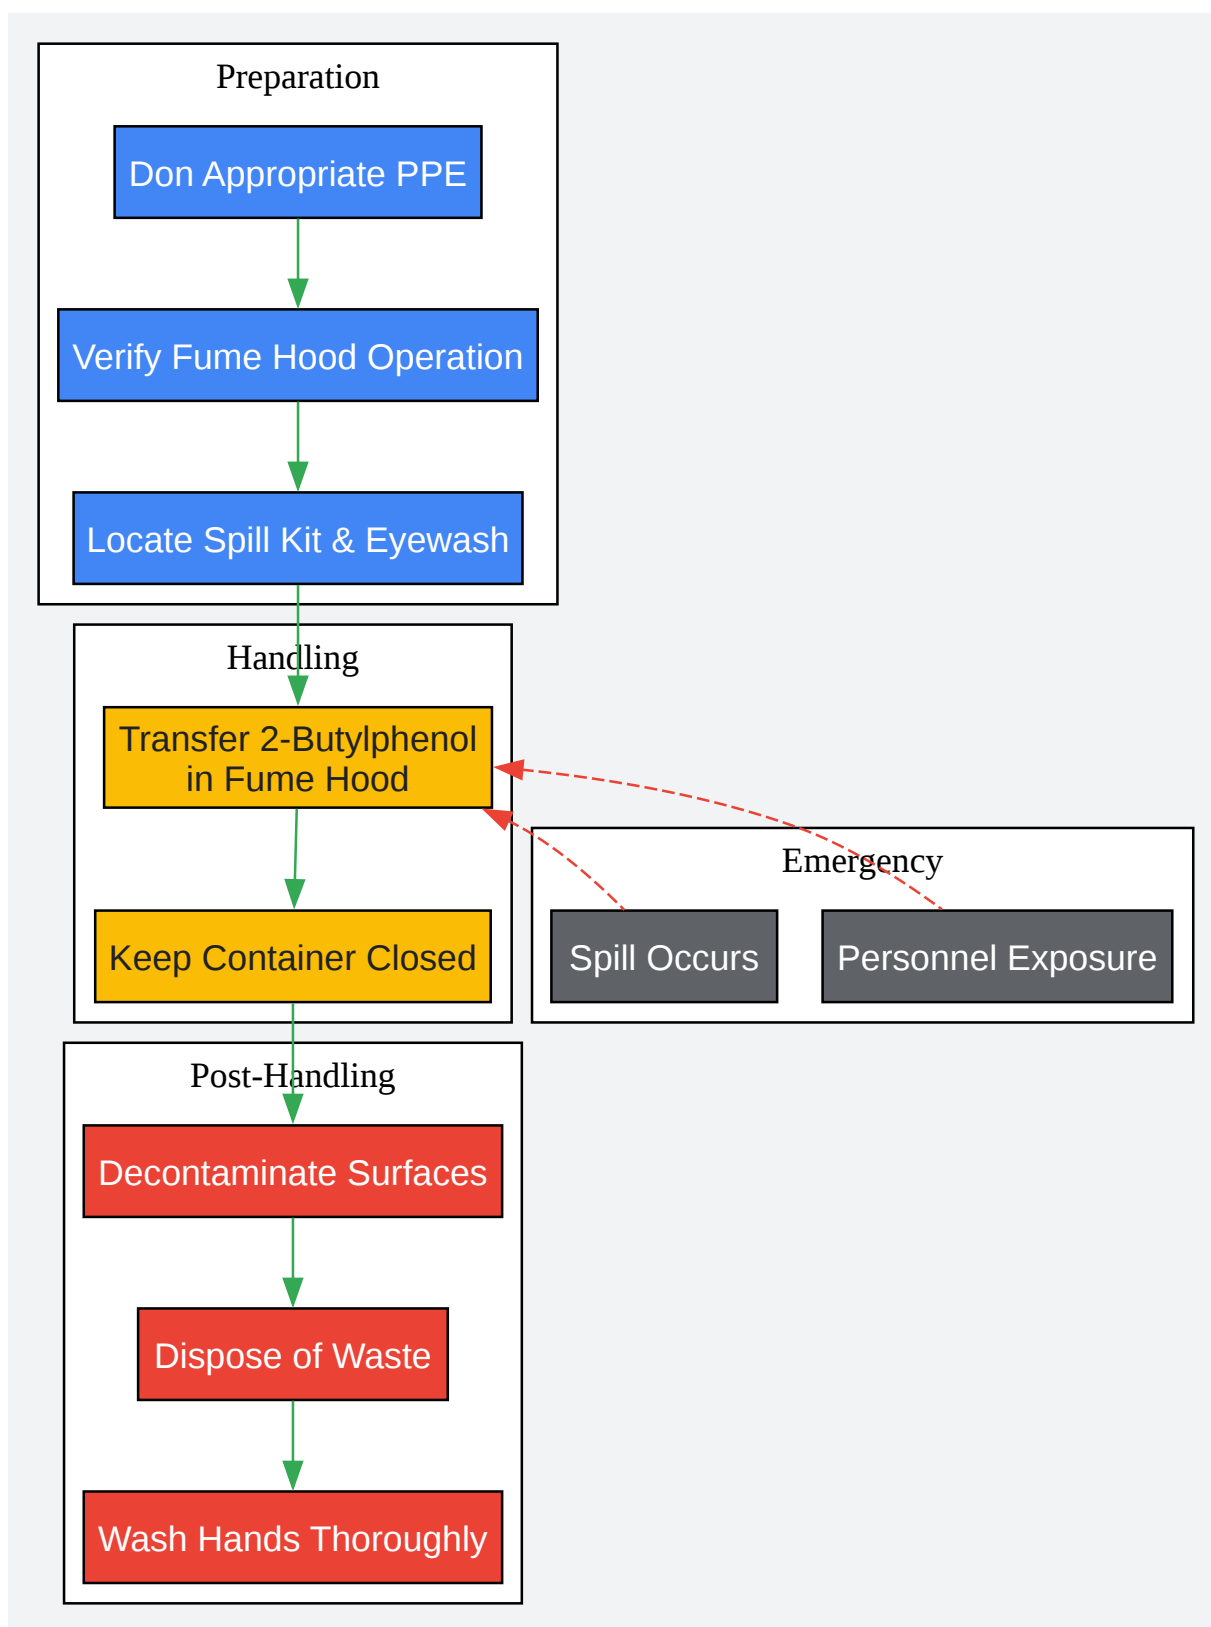 Preparation
Don Appropriate PPE
Verify Fume Hood Operation
Locate Spill Kit & Eyewash
Handling
Transfer 2-Butylphenol
in Fume Hood
Keep Container Closed
Emergency
Spill Occurs
Personnel Exposure
Post-Handling
Decontaminate Surfaces
Dispose of Waste
Wash Hands Thoroughly